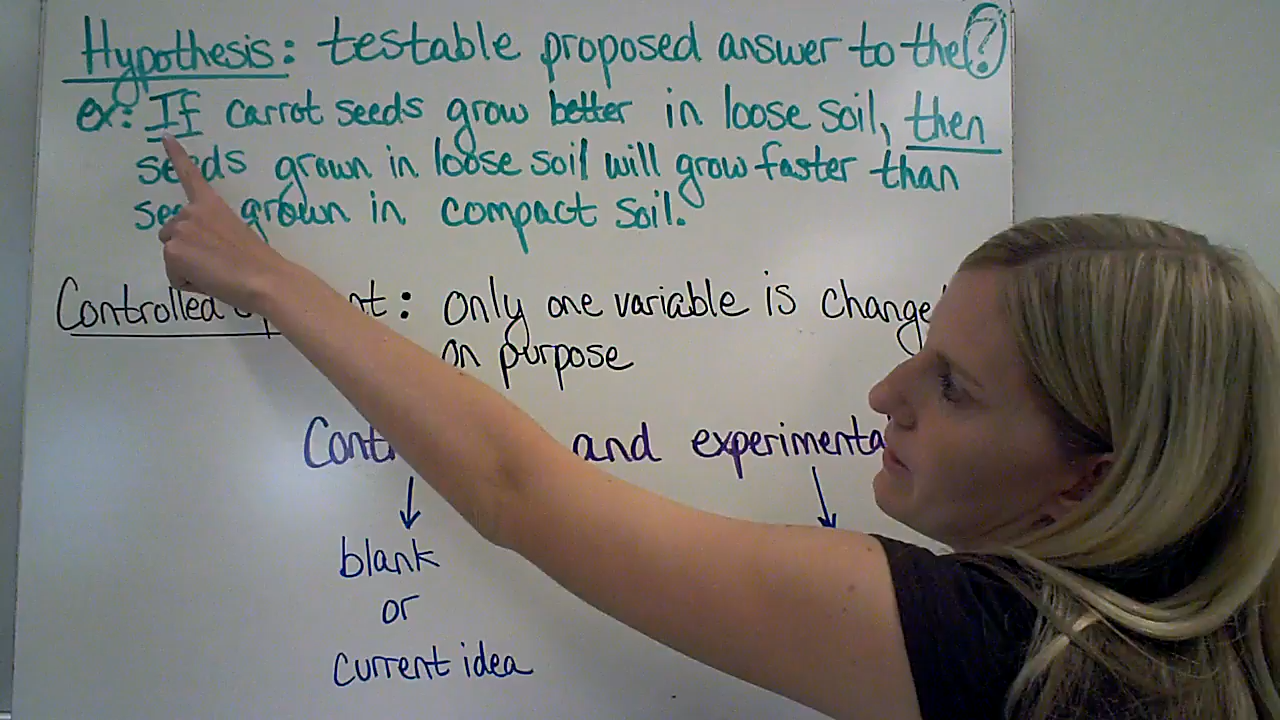 Hypothesis: testable proposed answer to the ?
ex: If carrot seeds grow better in loose soil, then
seeds grown in loose soil will grow faster than
grown in compact soil.
Controlled : Only one variable is
on purpose
and
blank
or
current idea